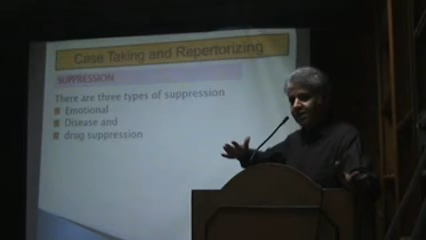 Case Taking and Repertorizing
SUPPRESSION
There are three types of suppression
Emotional
Disease and
drug suppression